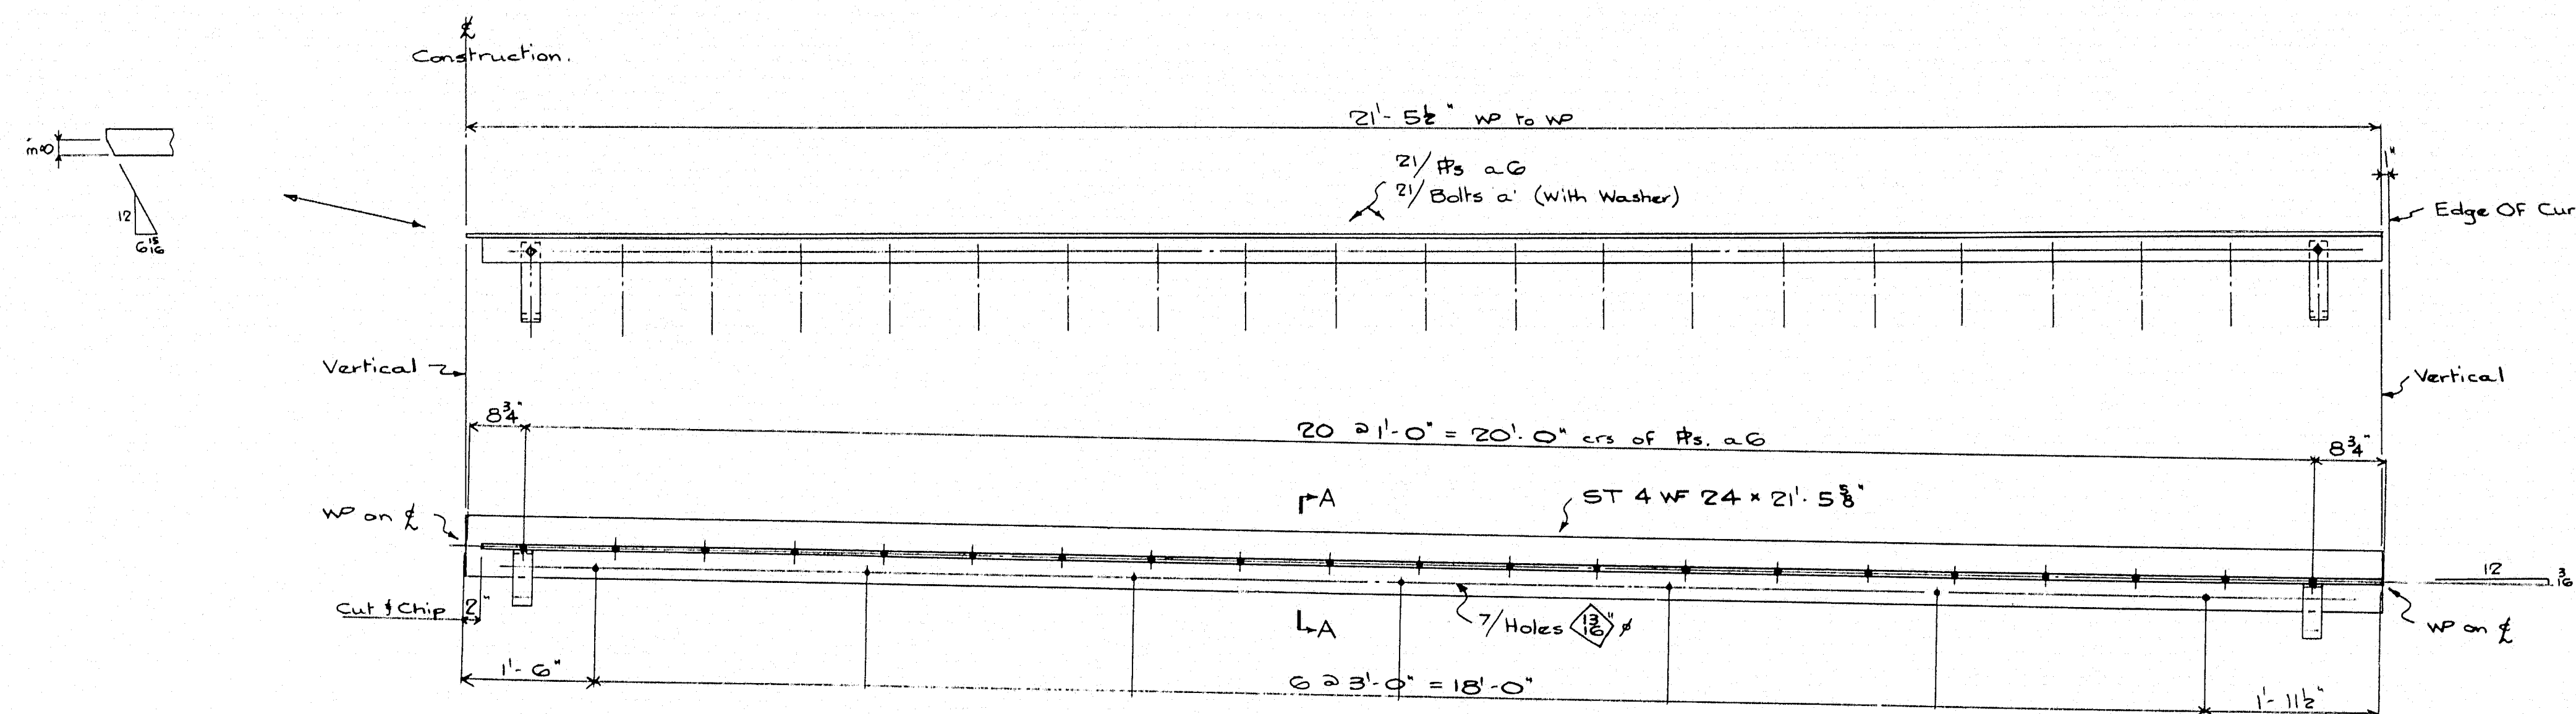 ℄
Construction.
21'- 5½" WP to WP
1"
21/ ℙs a6
21/ Bolts 'a' (With Washer)
Edge Of Cur
12
6 15/16
Vertical
Vertical
8¾"
20 @ 1'-0" = 20'-0" crs of ℙs. a6
8¾"
A
ST 4 WF 24 × 21'- 5⅝"
WP on ℄
12
3/16
Cut & Chip 2"
A
7/Holes 13/16" ø
WP on ℄
1'- 6"
6 @ 3'-0" = 18'-0"
1'- 11½"